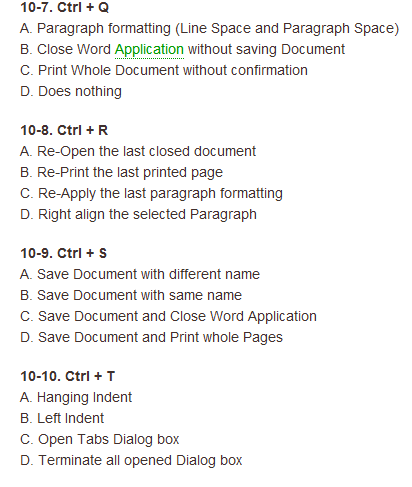 10-7. Ctrl + Q
A. Paragraph formatting (Line Space and Paragraph Space)
B. Close Word Application without saving Document
C. Print Whole Document without confirmation
D. Does nothing
10-8. Ctrl + R
A. Re-Open the last closed document
B. Re-Print the last printed page
C. Re-Apply the last paragraph formatting
D. Right align the selected Paragraph
10-9. Ctrl + S
A. Save Document with different name
B. Save Document with same name
C. Save Document and Close Word Application
D. Save Document and Print whole Pages
10-10. Ctrl + T
A. Hanging Indent
B. Left Indent
C. Open Tabs Dialog box
D. Terminate all opened Dialog box